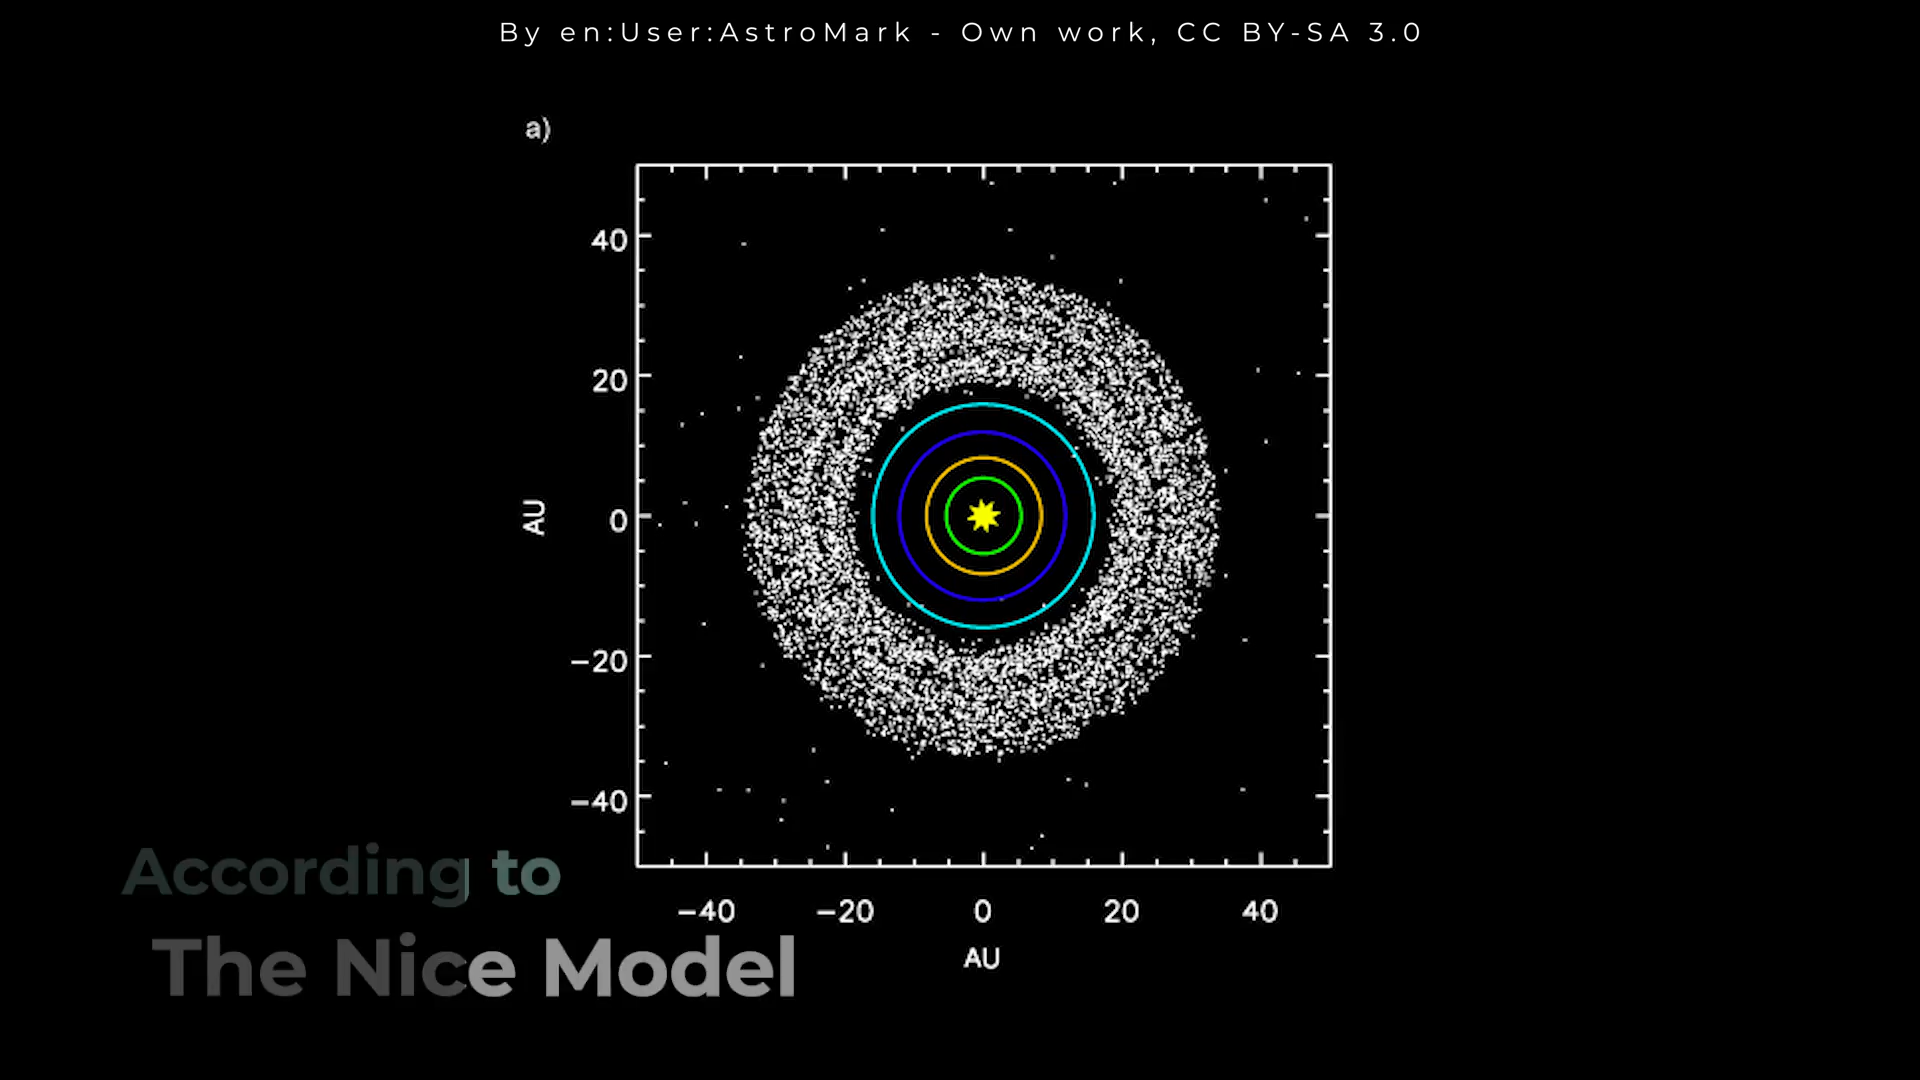 By en:User:AstroMark - Own work, CC BY-SA 3.0
a)
40
20
0
−20
−40
AU
−40 −20 0 20 40
AU
According to
The Nice Model